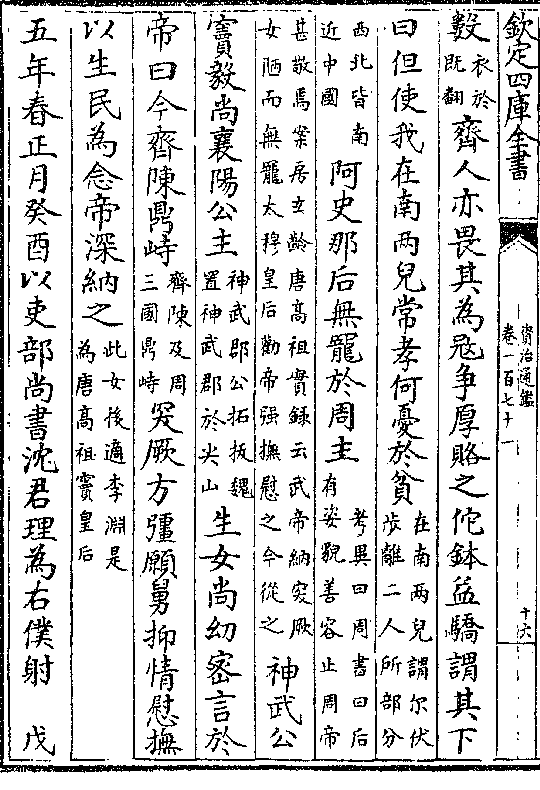 欽定四庫全書
資治通鑑
卷一百七十一
十六
數衣於既翻齊人亦畏其為寇争厚賂之佗鉢益驕謂其下
曰但使我在南兩兒常孝何憂於貧在南兩兒謂尔伏步離二人所部分
西北皆南近中國阿史那后無寵於周主考異曰周書曰后有姿貌善容止周帝
甚敬焉案房玄齡唐高祖實録云武帝納突厥女陋而無寵太穆皇后勸帝强撫慰之今從之神武公
竇毅尚襄陽公主神武郡公拓拔魏置神武郡於尖山生女尚幼宻言於
帝曰今齊陳鼎峙齊陳及周三國鼎峙突厥方彊願舅抑情慰撫
以生民為念帝深納之此女後適李淵是為唐高祖竇皇后
五年春正月癸酉以吏部尚書沈君理為右僕射 戊